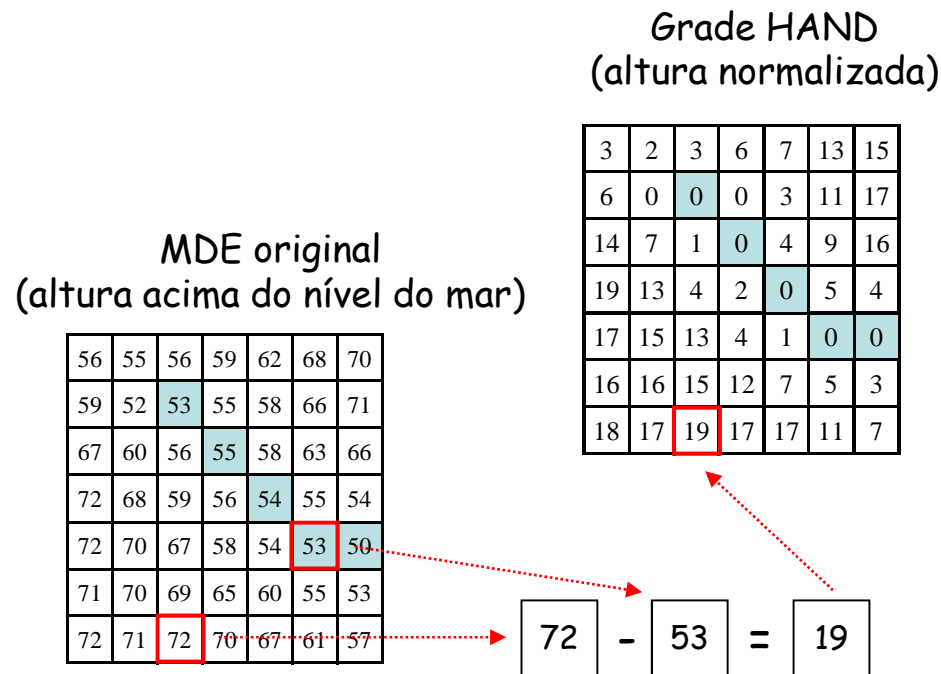 Grade HAND
(altura normalizada)
3 2 3 6 7 13 15
6 0 0 0 3 11 17
14 7 1 0 4 9 16
19 13 4 2 0 5 4
17 15 13 4 1 0 0
16 16 15 12 7 5 3
18 17 19 17 17 11 7
MDE original
(altura acima do nível do mar)
56 55 56 59 62 68 70
59 52 53 55 58 66 71
67 60 56 55 58 63 66
72 68 59 56 54 55 54
72 70 67 58 54 53 50
71 70 69 65 60 55 53
72 71 72 70 67 61 57
72 - 53 = 19